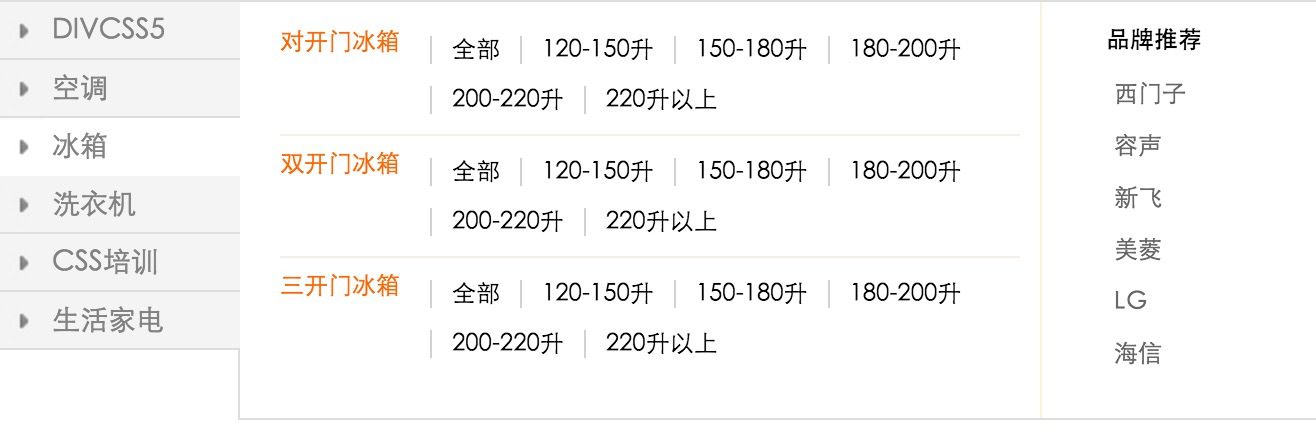 DIVCSS5
空调
冰箱
洗衣机
CSS培训
生活家电
对开门冰箱 全部 120-150升 150-180升 180-200升
200-220升 220升以上
双开门冰箱 全部 120-150升 150-180升 180-200升
200-220升 220升以上
三开门冰箱 全部 120-150升 150-180升 180-200升
200-220升 220升以上
品牌推荐
西门子
容声
新飞
美菱
LG
海信